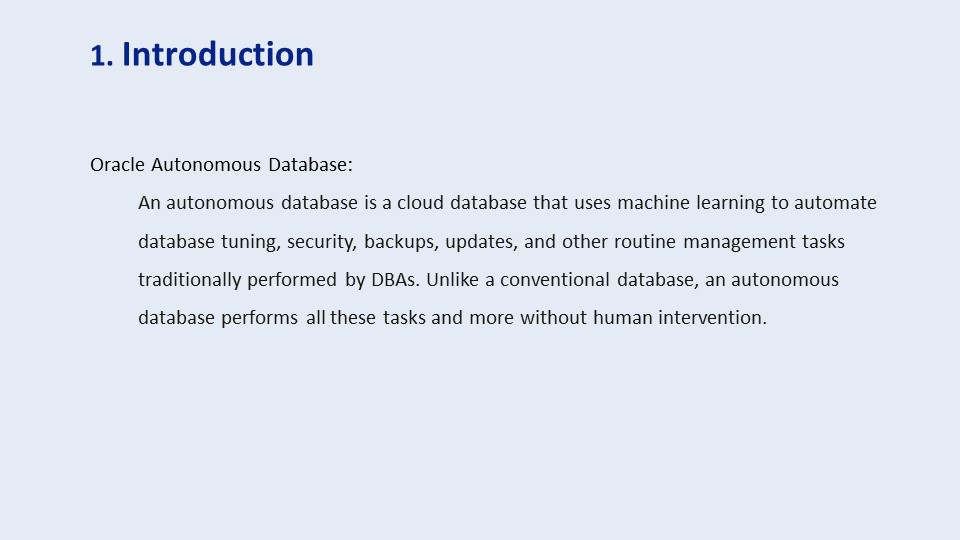 1. Introduction
Oracle Autonomous Database:
An autonomous database is a cloud database that uses machine learning to automate
database tuning, security, backups, updates, and other routine management tasks
traditionally performed by DBAs. Unlike a conventional database, an autonomous
database performs all these tasks and more without human intervention.